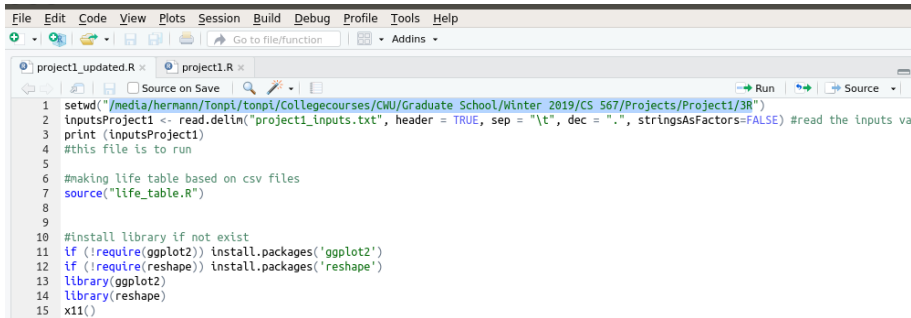 File Edit Code View Plots Session Build Debug Profile Tools Help
Go to file/function Addins
project1_updated.R × project1.R ×
Source on Save Run Source
1 setwd("/media/hermann/Tonpi/tonpi/Collegecourses/CWU/Graduate School/Winter 2019/CS 567/Projects/Project1/3R")
2 inputsProject1 <- read.delim("project1_inputs.txt", header = TRUE, sep = "\t", dec = ".", stringsAsFactors=FALSE) #read the inputs va
3 print (inputsProject1)
4 #this file is to run
5
6 #making life table based on csv files
7 source("life_table.R")
8
9
10 #install library if not exist
11 if (!require(ggplot2)) install.packages('ggplot2')
12 if (!require(reshape)) install.packages('reshape')
13 library(ggplot2)
14 library(reshape)
15 x11()